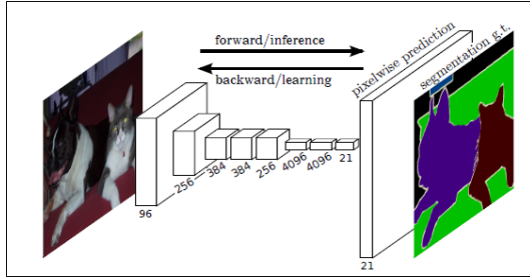 forward/inference
backward/learning
pixelwise prediction
segmentation g.t.
96
256
384
384
256
4096
4096
21
21